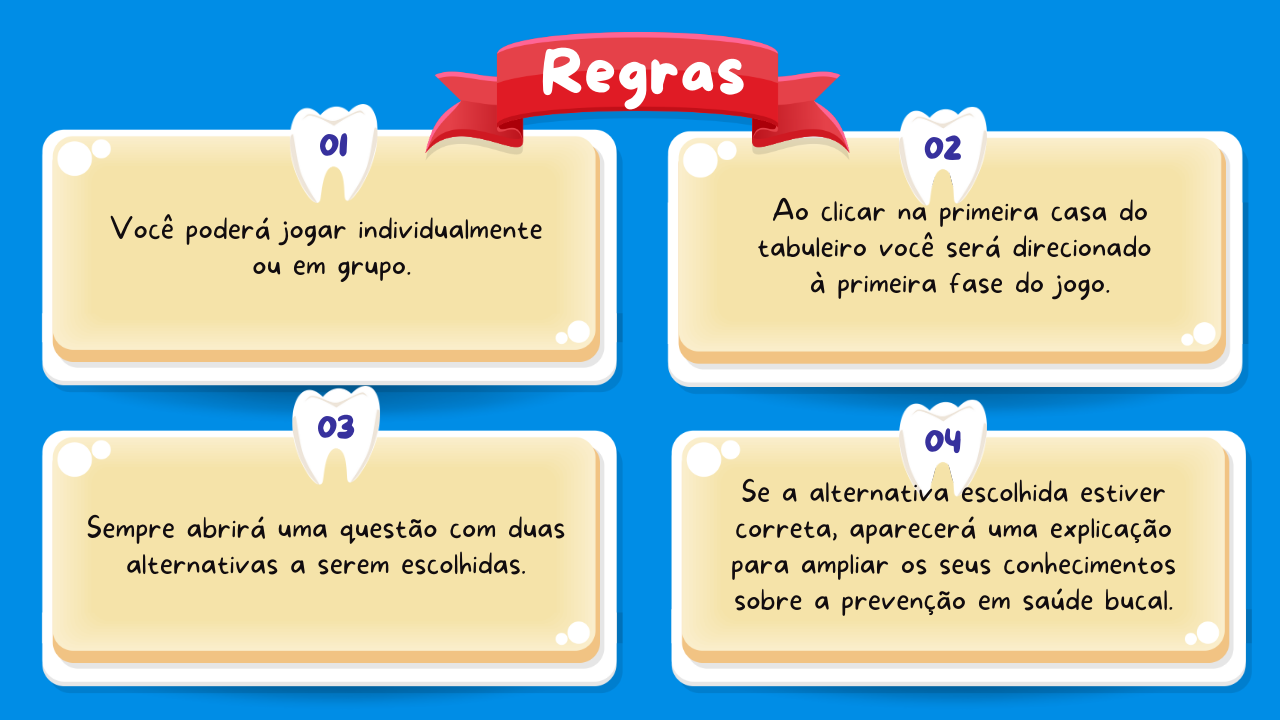 Regras
01
Você poderá jogar individualmente
ou em grupo.
02
Ao clicar na primeira casa do
tabuleiro você será direcionado
à primeira fase do jogo.
03
Sempre abrirá uma questão com duas
alternativas a serem escolhidas.
04
Se a alternativa escolhida estiver
correta, aparecerá uma explicação
para ampliar os seus conhecimentos
sobre a prevenção em saúde bucal.